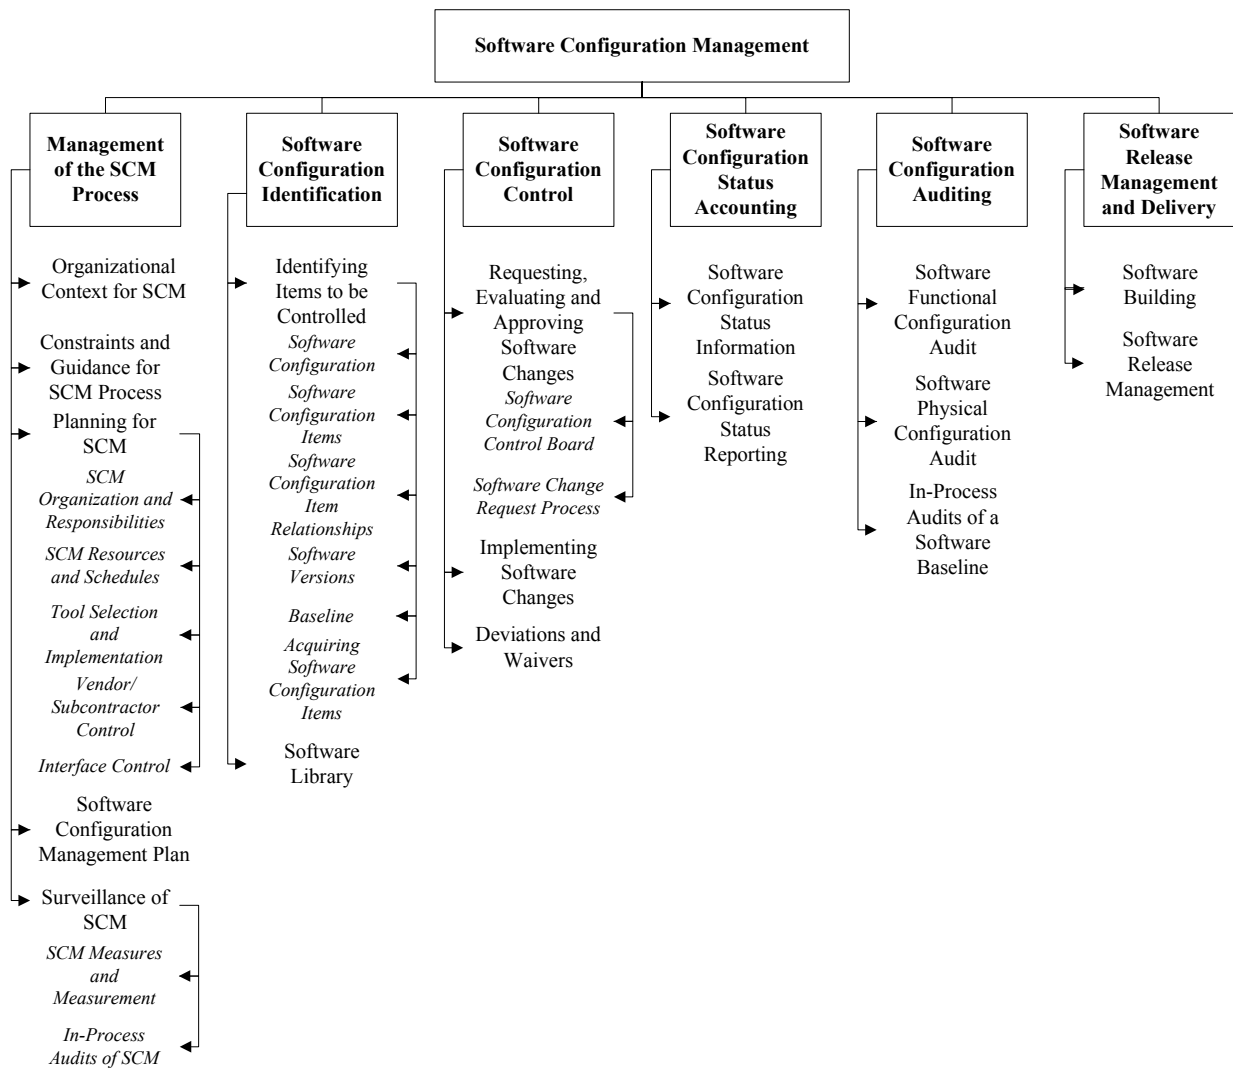 Software Configuration Management
Management
of the SCM
Process
Organizational
Context for SCM
Constraints and
Guidance for
SCM Process
Planning for
SCM
SCM
Organization and
Responsibilities
SCM Resources
and Schedules
Tool Selection
and
Implementation
Vendor/
Subcontractor
Control
Interface Control
Software
Configuration
Management Plan
Surveillance of
SCM
SCM Measures
and
Measurement
In-Process
Audits of SCM
Software
Configuration
Identification
Identifying
Items to be
Controlled
Software
Configuration
Software
Configuration
Items
Software
Configuration
Item
Relationships
Software
Versions
Baseline
Acquiring
Software
Configuration
Items
Software
Library
Software
Configuration
Control
Requesting,
Evaluating and
Approving
Software
Changes
Software
Configuration
Control Board
Software Change
Request Process
Implementing
Software
Changes
Deviations and
Waivers
Software
Configuration
Status
Accounting
Software
Configuration
Status
Information
Software
Configuration
Status
Reporting
Software
Configuration
Auditing
Software
Functional
Configuration
Audit
Software
Physical
Configuration
Audit
In-Process
Audits of a
Software
Baseline
Software
Release
Management
and Delivery
Software
Building
Software
Release
Management